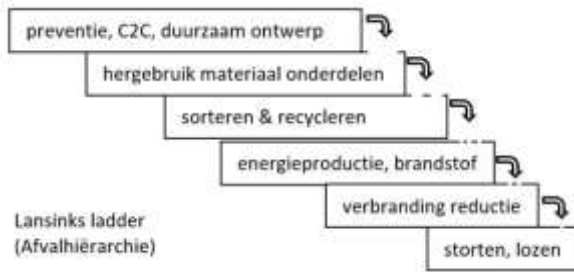 preventie, C2C, duurzaam ontwerp
hergebruik materiaal onderdelen
sorteren & recycleren
energieproductie, brandstof
verbranding reductie
storten, lozen
Lansinks ladder
(Afvalhiërarchie)